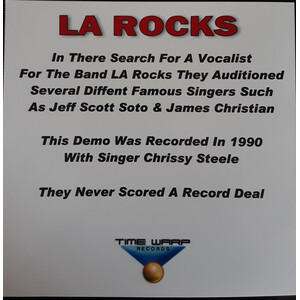 LA ROCKS
In There Search For A Vocalist
For The Band LA Rocks They Auditioned
Several Diffent Famous Singers Such
As Jeff Scott Soto & James Christian
This Demo Was Recorded In 1990
With Singer Chrissy Steele
They Never Scored A Record Deal
TIME WARP
RECORDS